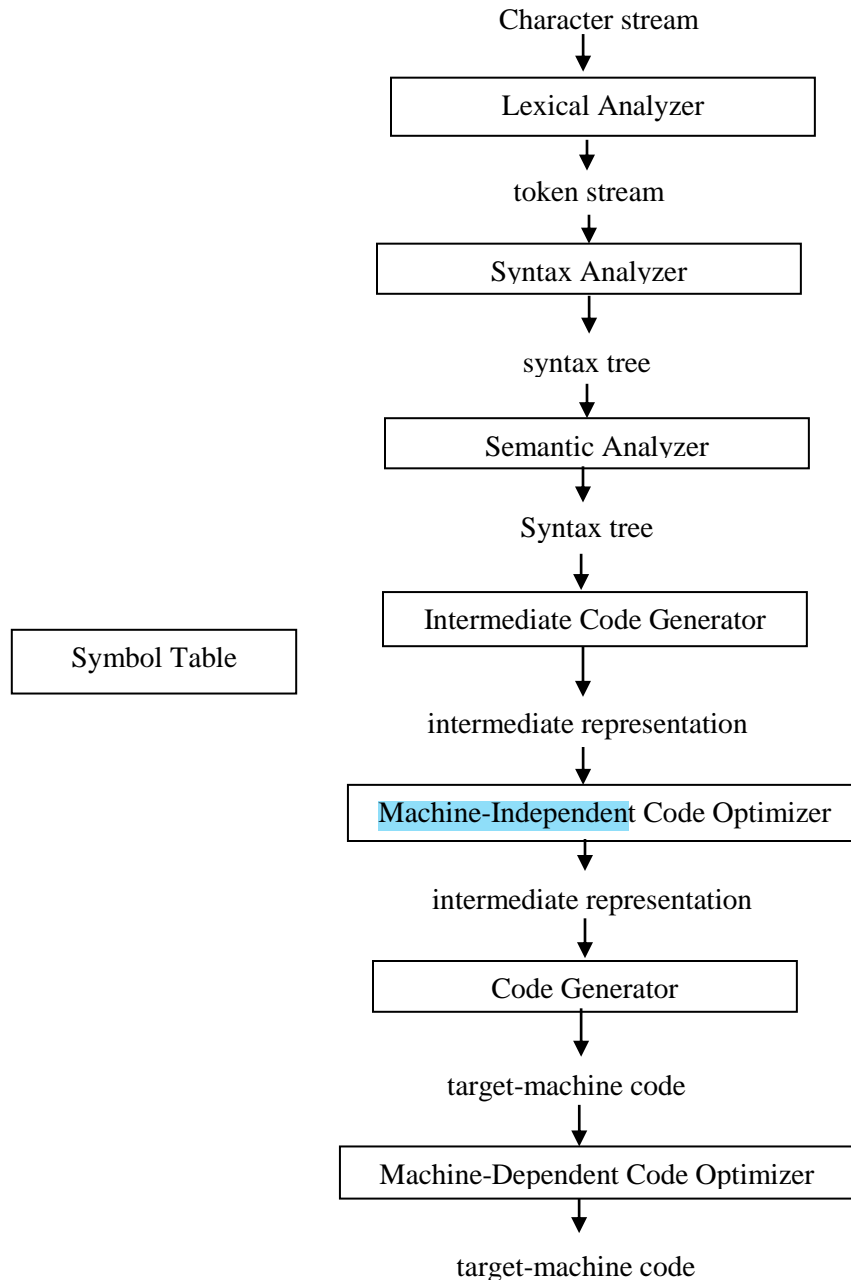 Character stream
Lexical Analyzer
token stream
Syntax Analyzer
syntax tree
Semantic Analyzer
Syntax tree
Intermediate Code Generator
Symbol Table
intermediate representation
Machine-Independent Code Optimizer
intermediate representation
Code Generator
target-machine code
Machine-Dependent Code Optimizer
target-machine code